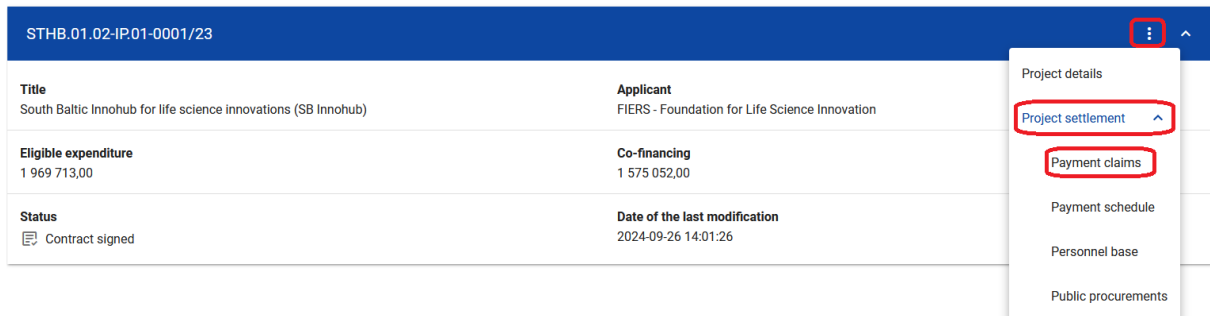 STHB.01.02-IP.01-0001/23
Project details
Title
Applicant
South Baltic Innohub for life science innovations (SB Innohub)
FIERS - Foundation for Life Science Innovation
Project settlement
Eligible expenditure
Co-financing
1 969 713,00
1 575 052,00
Payment claims
Payment schedule
Status
Date of the last modification
Contract signed
2024-09-26 14:01:26
Personnel base
Public procurements